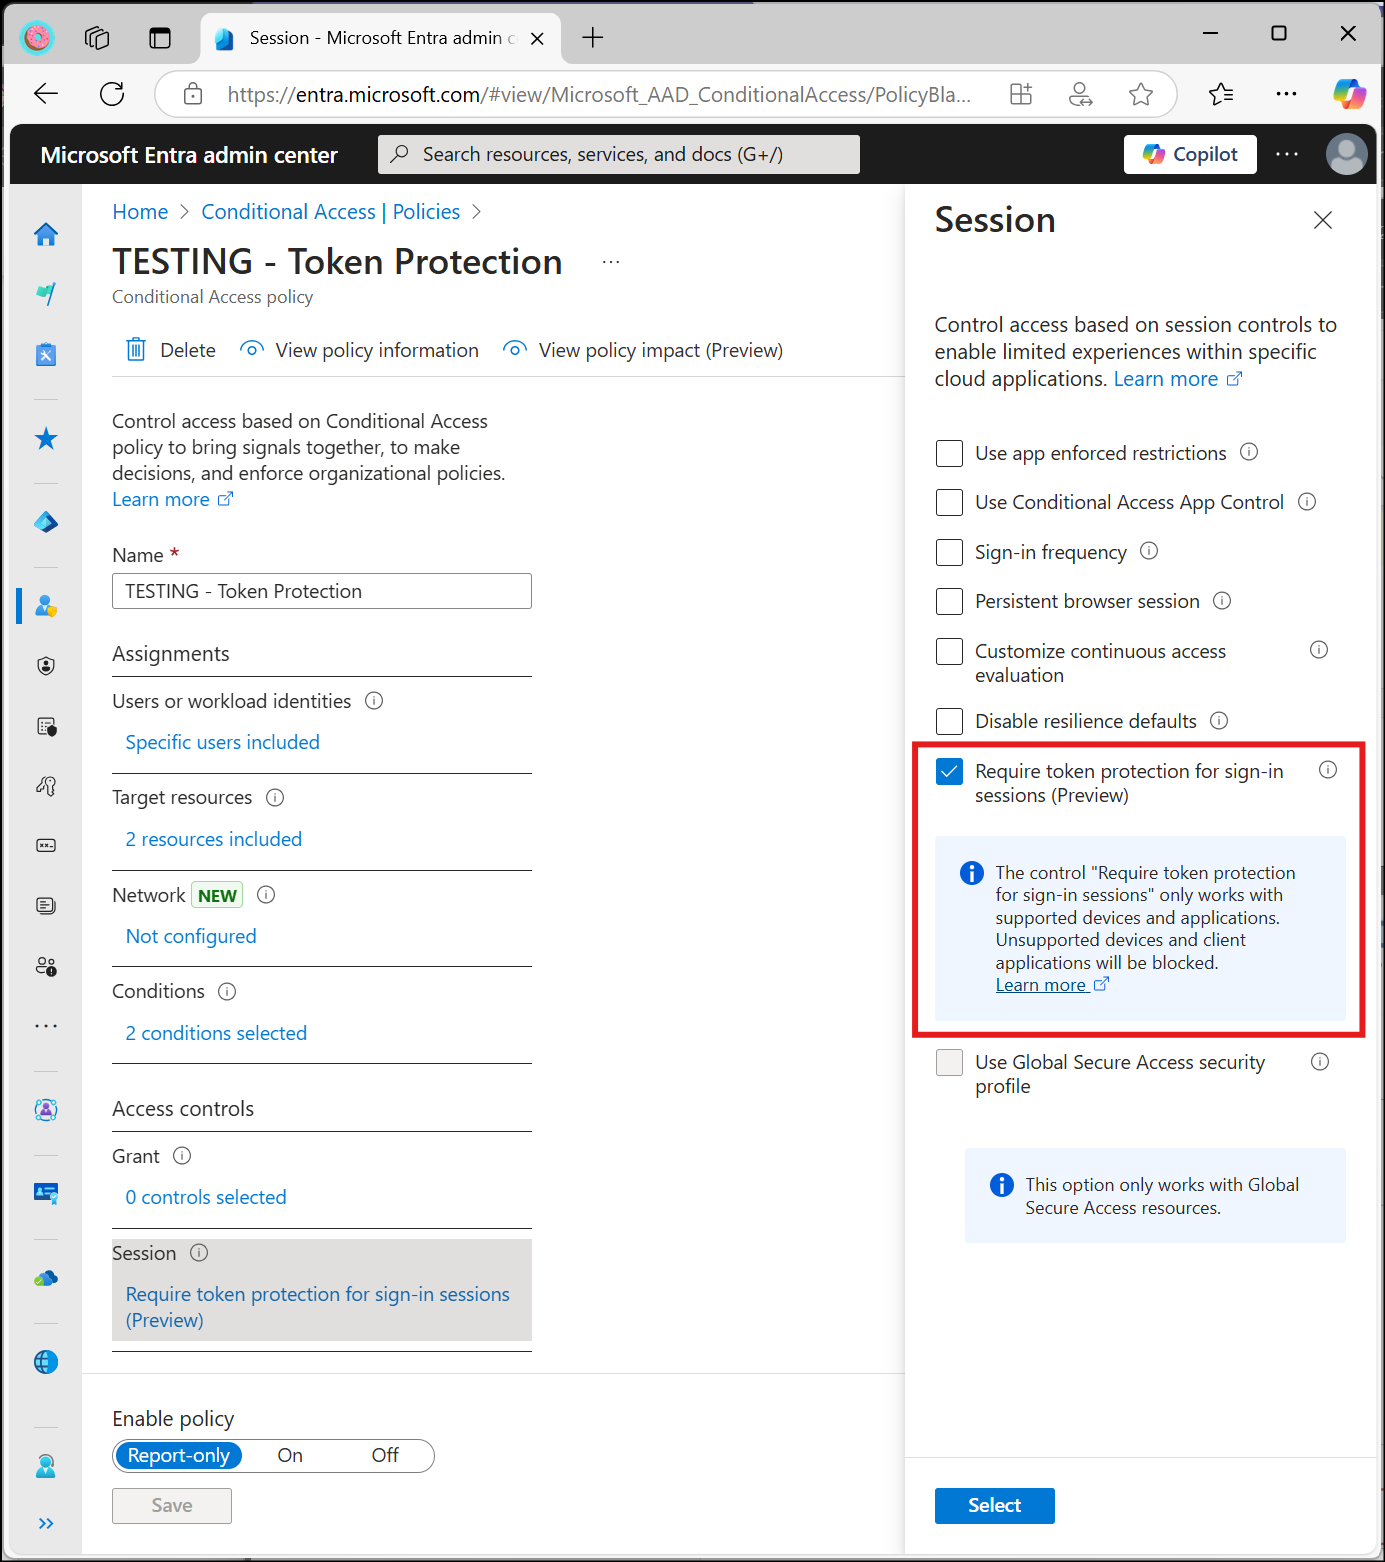 Session - Microsoft Entra admin c
https://entra.microsoft.com/#view/Microsoft_AAD_ConditionalAccess/PolicyBla...
Microsoft Entra admin center
Search resources, services, and docs (G+/)
Copilot
Home > Conditional Access | Policies >
TESTING - Token Protection
...
Conditional Access policy
Delete
View policy information
View policy impact (Preview)
Control access based on Conditional Access
policy to bring signals together, to make
decisions, and enforce organizational policies.
Learn more
Name *
TESTING - Token Protection
Assignments
Users or workload identities
Specific users included
Target resources
2 resources included
Network NEW
Not configured
Conditions
2 conditions selected
Access controls
Grant
0 controls selected
Session
Require token protection for sign-in sessions
(Preview)
Enable policy
Report-only On Off
Save
Session
Control access based on session controls to
enable limited experiences within specific
cloud applications. Learn more
Use app enforced restrictions
Use Conditional Access App Control
Sign-in frequency
Persistent browser session
Customize continuous access
evaluation
Disable resilience defaults
Require token protection for sign-in
sessions (Preview)
The control "Require token protection
for sign-in sessions" only works with
supported devices and applications.
Unsupported devices and client
applications will be blocked.
Learn more
Use Global Secure Access security
profile
This option only works with Global
Secure Access resources.
Select